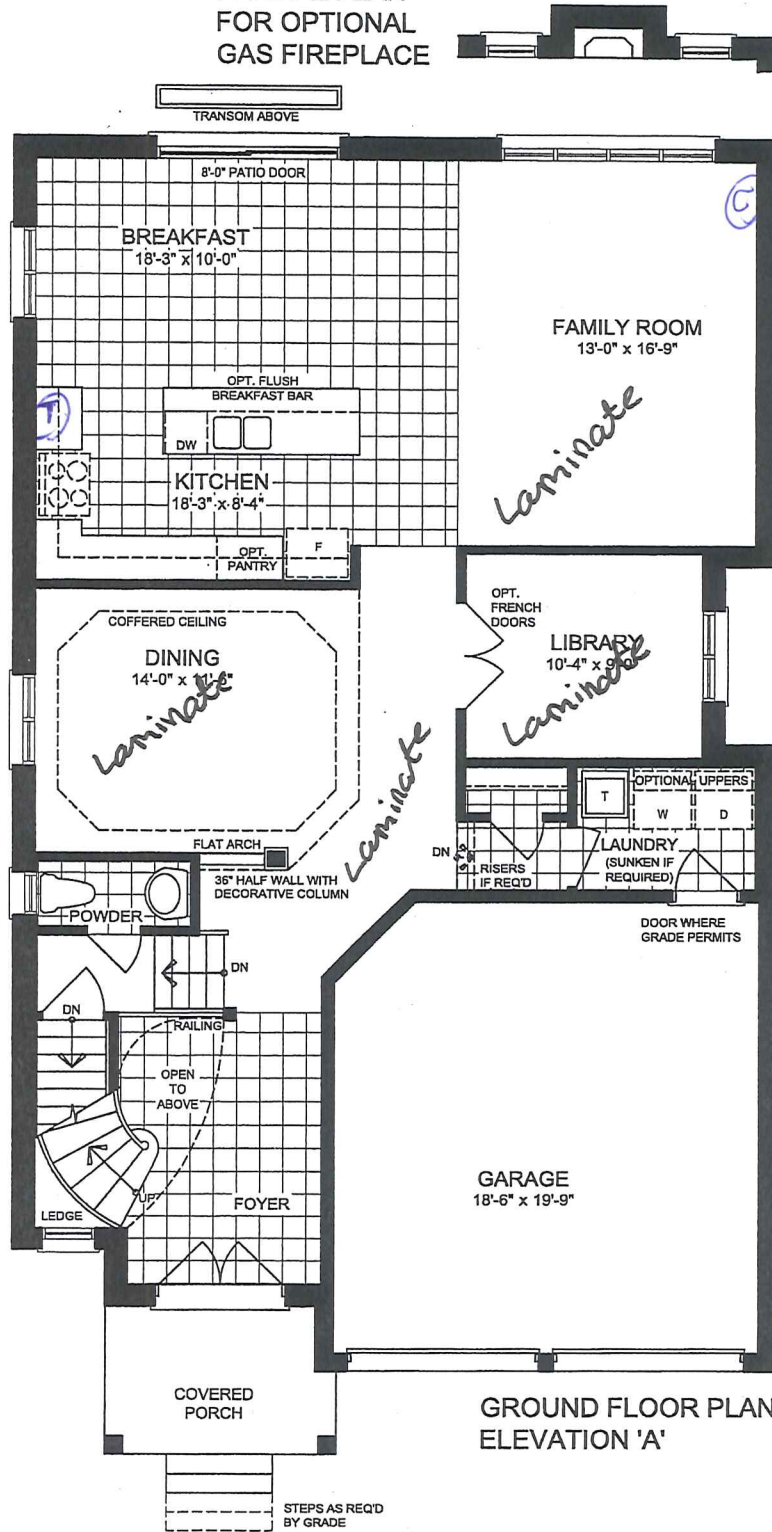 FOR OPTIONAL
GAS FIREPLACE
TRANSOM ABOVE
8'-0" PATIO DOOR
BREAKFAST
18'-3" x 10'-0"
C
FAMILY ROOM
13'-0" x 16'-9"
Laminate
OPT. FLUSH
BREAKFAST BAR
T
DW
KITCHEN
18'-3" x 8'-4"
OPT.
PANTRY
F
COFFERED CEILING
DINING
14'-0" x 11'-6"
Laminate
OPT.
FRENCH
DOORS
LIBRARY
10'-4" x
Laminate
Laminate
FLAT ARCH
36" HALF WALL WITH
DECORATIVE COLUMN
DN
RISERS
IF REQ'D
T
OPTIONAL UPPERS
W
D
LAUNDRY
(SUNKEN IF
REQUIRED)
DOOR WHERE
GRADE PERMITS
POWDER
DN
DN
RAILING
OPEN
TO
ABOVE
UP
FOYER
LEDGE
GARAGE
18'-6" x 19'-9"
COVERED
PORCH
GROUND FLOOR PLAN
ELEVATION 'A'
STEPS AS REQ'D
BY GRADE